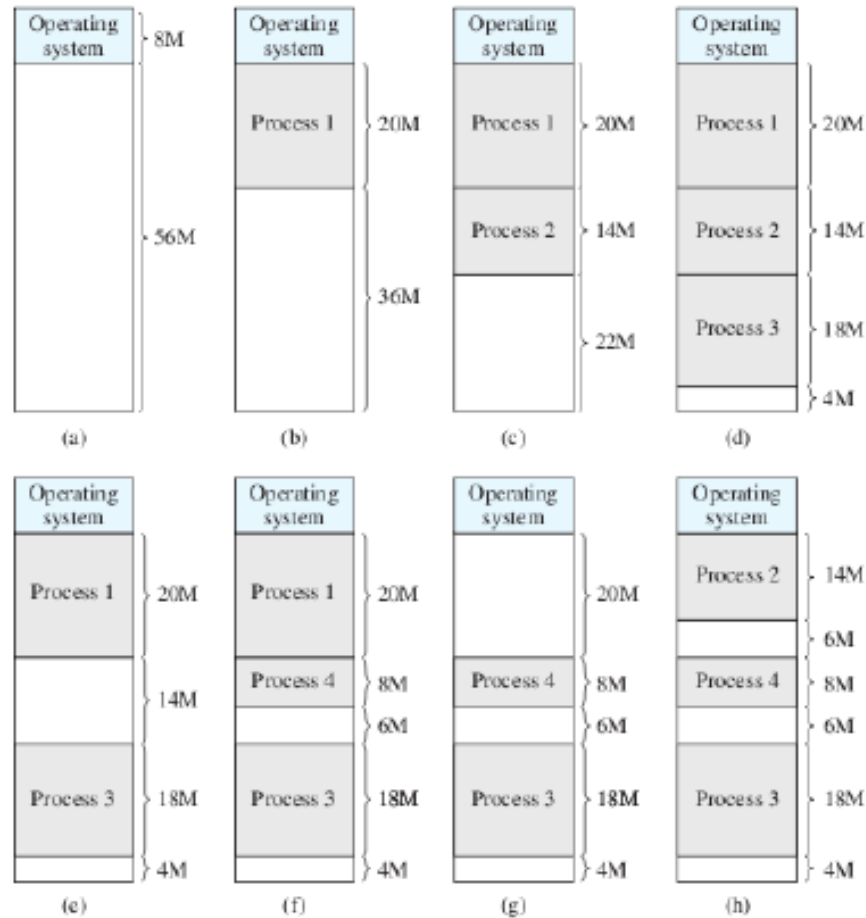 Operating
system
8M
56M
(a)
Operating
system
Process 1
20M
36M
(b)
Operating
system
Process 1
20M
Process 2
14M
22M
(c)
Operating
system
Process 1
20M
Process 2
14M
Process 3
18M
4M
(d)
Operating
system
Process 1
20M
14M
Process 3
18M
4M
(e)
Operating
system
Process 1
20M
Process 4
8M
6M
Process 3
18M
4M
(f)
Operating
system
20M
Process 4
8M
6M
Process 3
18M
4M
(g)
Operating
system
Process 2
14M
6M
Process 4
8M
6M
Process 3
18M
4M
(h)